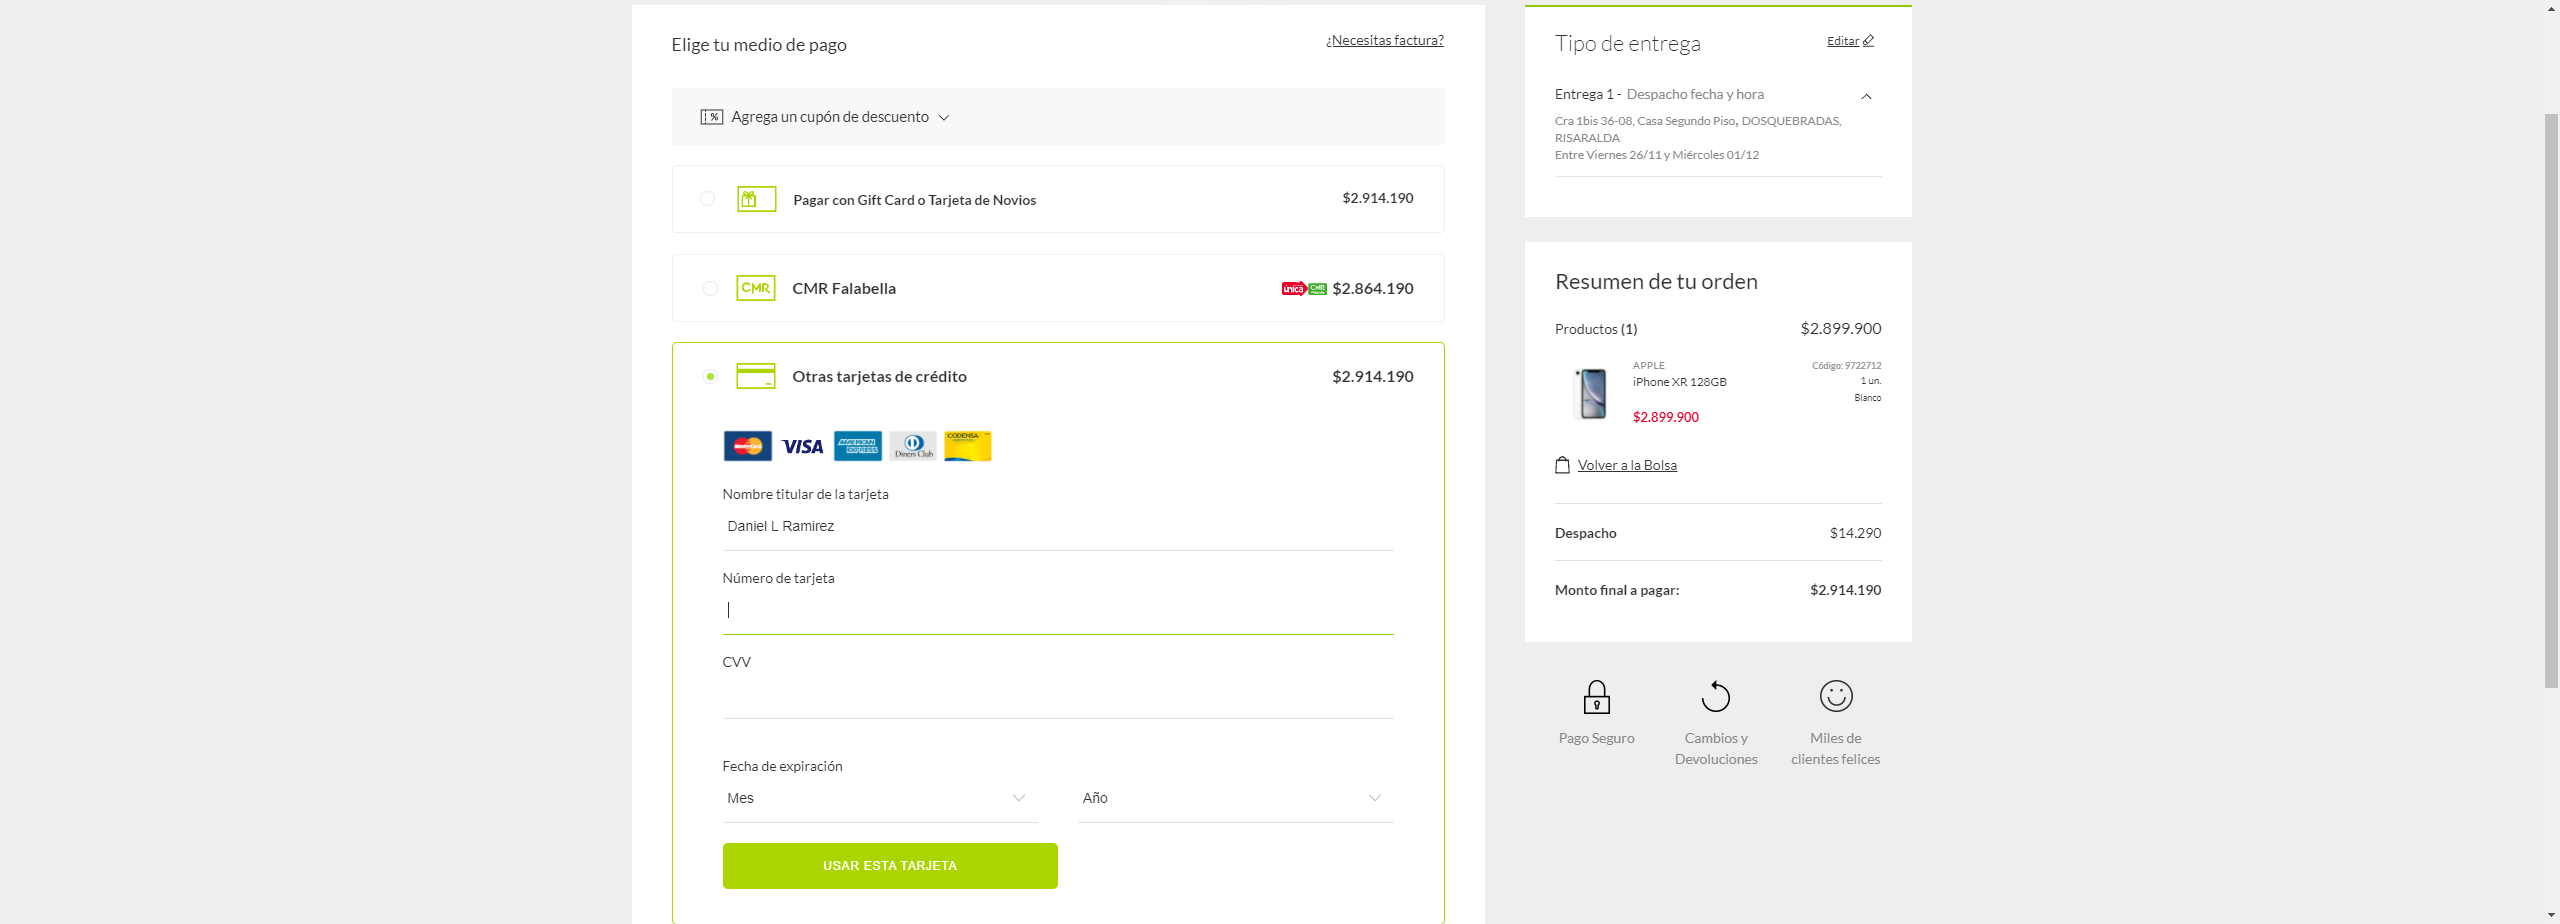 Elige tu medio de pago
¿Necesitas factura?
Agrega un cupón de descuento
Pagar con Gift Card o Tarjeta de Novios
$2.914.190
CMR
CMR Falabella
unica
CMR
$2.864.190
Otras tarjetas de crédito
$2.914.190
MasterCard
VISA
AMERICAN EXPRESS
Diners Club
CODENSA
Nombre titular de la tarjeta
Daniel L Ramirez
Número de tarjeta
CVV
Fecha de expiración
Mes
Año
USAR ESTA TARJETA
Tipo de entrega
Editar
Entrega 1 - Despacho fecha y hora
Cra 1bis 36-08, Casa Segundo Piso, DOSQUEBRADAS,
RISARALDA
Entre Viernes 26/11 y Miércoles 01/12
Resumen de tu orden
Productos (1)
$2.899.900
APPLE
Código: 9722712
iPhone XR 128GB
1 un.
Blanco
$2.899.900
Volver a la Bolsa
Despacho
$14.290
Monto final a pagar:
$2.914.190
Pago Seguro
Cambios y
Devoluciones
Miles de
clientes felices